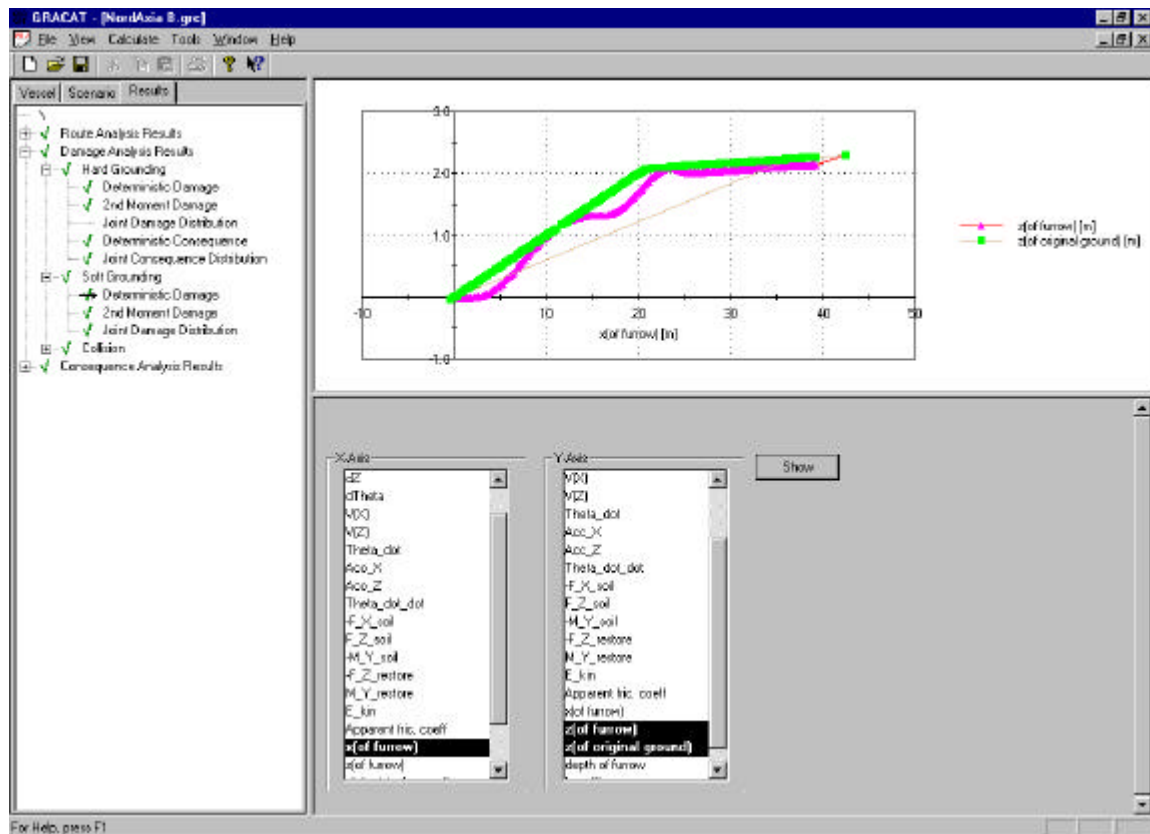 GRACAT - [NordAxia B.grc]
File View Calculate Tools Window Help
Vessel Scenario Results
Route Analysis Results
Damage Analysis Results
Hard Grounding
Deterministic Damage
2nd Moment Damage
Joint Damage Distribution
Deterministic Consequence
Joint Consequence Distribution
Soft Grounding
Deterministic Damage
2nd Moment Damage
Joint Damage Distribution
Collision
Consequence Analysis Results
3.0
2.0
1.0
-10 10 20 30 40 50
x(of furrow) [m]
-1.0
z(of furrow) [m]
z(of original ground) [m]
X-Axis
dZ
dTheta
V(X)
V(Z)
Theta_dot
Acc_X
Acc_Z
Theta_dot_dot
-F_X_soil
F_Z_soil
-M_Y_soil
-F_Z_restore
M_Y_restore
E_kin
Apparent fric. coeff
x(of furrow)
z(of furrow)
Y-Axis
V(X)
V(Z)
Theta_dot
Acc_X
Acc_Z
Theta_dot_dot
-F_X_soil
F_Z_soil
-M_Y_soil
-F_Z_restore
M_Y_restore
E_kin
Apparent fric. coeff
x(of furrow)
z(of furrow)
z(of original ground)
depth of furrow
Show
For Help, press F1